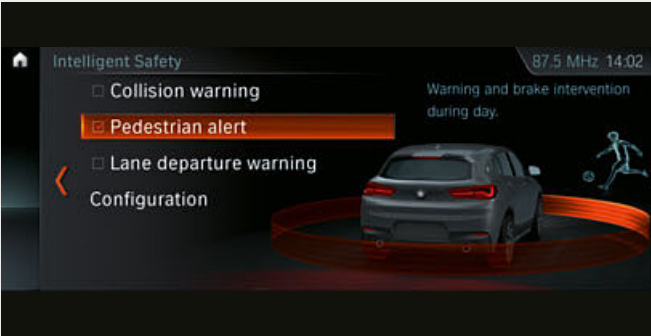 Intelligent Safety
87.5 MHz 14:02
Collision warning
Pedestrian alert
Lane departure warning
Configuration
Warning and brake intervention
during day.